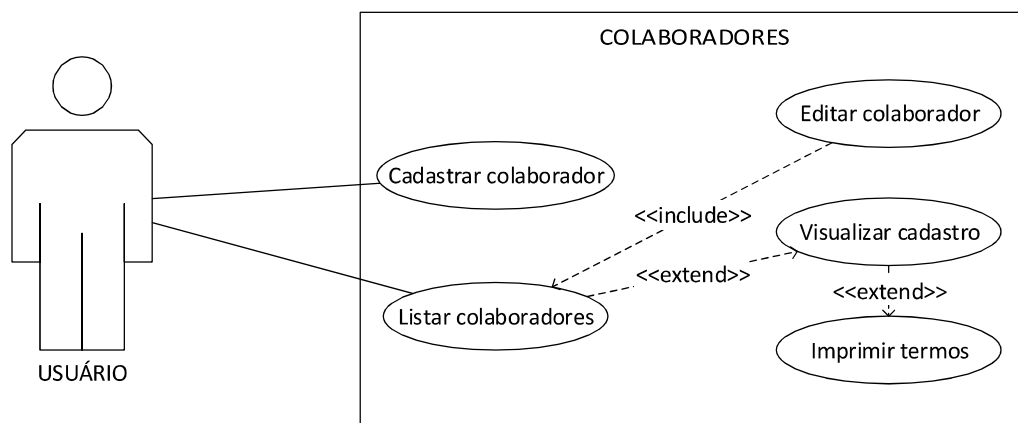 COLABORADORES
Editar colaborador
Cadastrar colaborador
<<include>>
Visualizar cadastro
<<extend>>
<<extend>>
Listar colaboradores
Imprimir termos
USUÁRIO